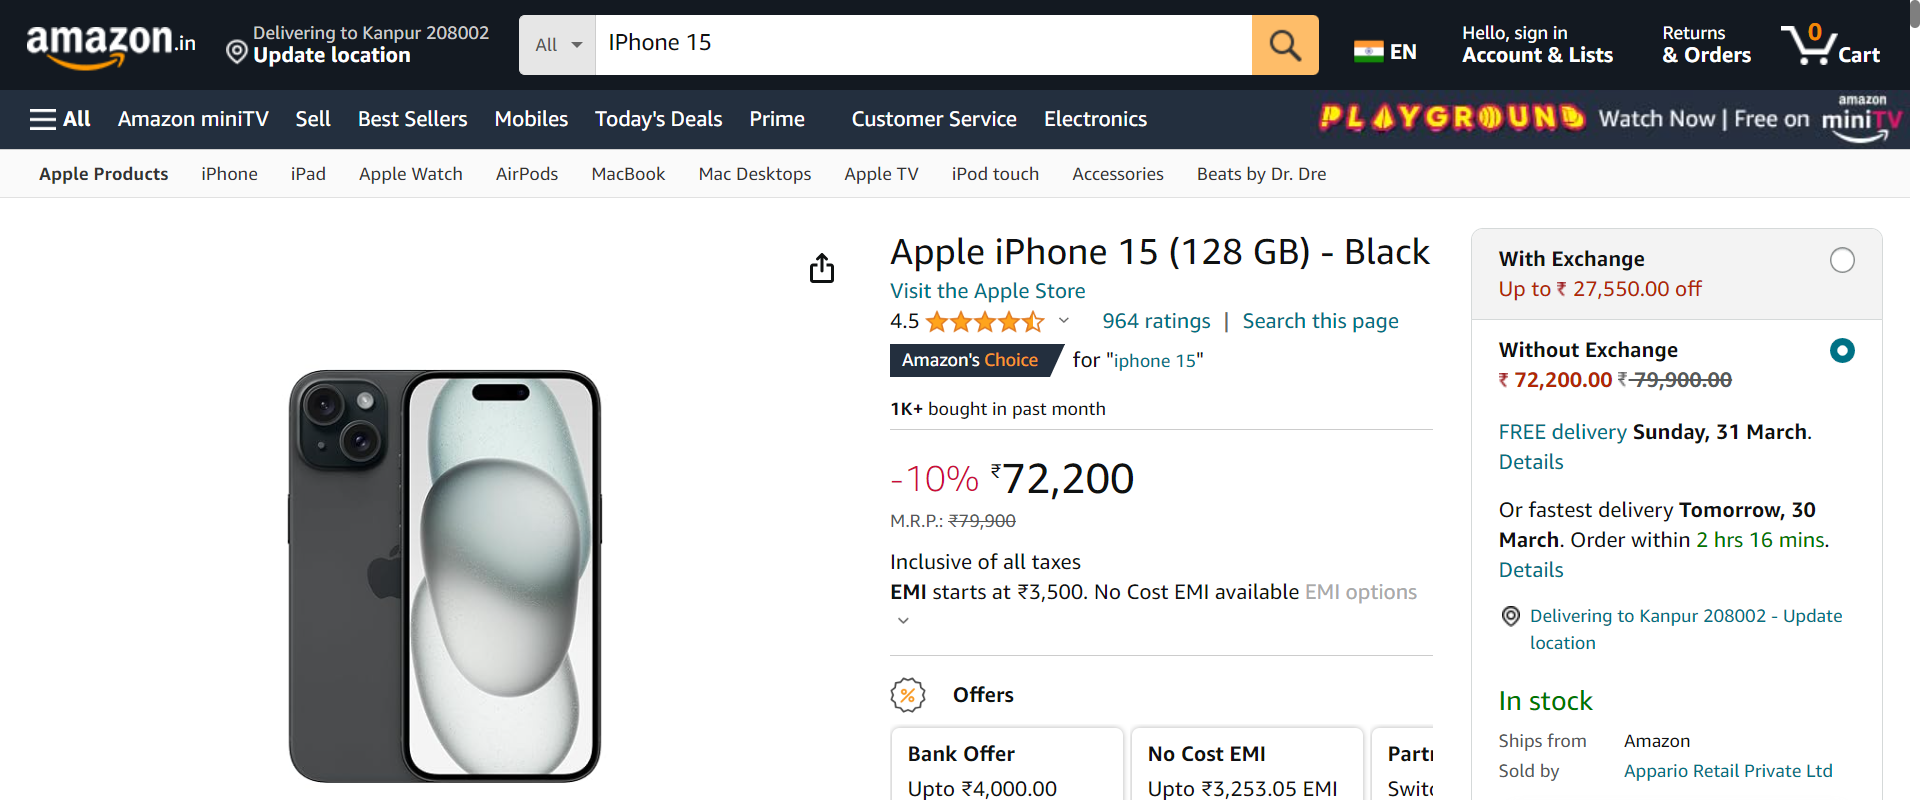 amazon.in
Delivering to Kanpur 208002
Update location
All
IPhone 15
EN
Hello, sign in
Account & Lists
Returns
& Orders
0
Cart
All
Amazon miniTV
Sell
Best Sellers
Mobiles
Today's Deals
Prime
Customer Service
Electronics
PLAYGROUND
Watch Now | Free on
amazon
miniTV
Apple Products
iPhone
iPad
Apple Watch
AirPods
MacBook
Mac Desktops
Apple TV
iPod touch
Accessories
Beats by Dr. Dre
Apple iPhone 15 (128 GB) - Black
Visit the Apple Store
4.5
964 ratings | Search this page
Amazon's Choice for "iphone 15"
1K+ bought in past month
-10% ₹72,200
M.R.P.: ₹79,900
Inclusive of all taxes
EMI starts at ₹3,500. No Cost EMI available EMI options
%
Offers
Bank Offer
Upto ₹4,000.00
No Cost EMI
Upto ₹3,253.05 EMI
With Exchange
Up to ₹ 27,550.00 off
Without Exchange
₹ 72,200.00 ₹ 79,900.00
FREE delivery Sunday, 31 March.
Details
Or fastest delivery Tomorrow, 30
March. Order within 2 hrs 16 mins.
Details
Delivering to Kanpur 208002 - Update
location
In stock
Ships from Amazon
Sold by Appario Retail Private Ltd